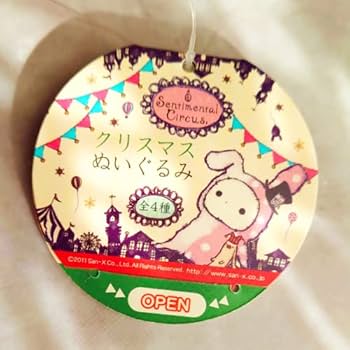 Sentimental
Circus.
クリスマス
ぬいぐるみ
全4種
©2011 San-X Co., Ltd. All Rights Reserved. http://www.san-x.co.jp
OPEN